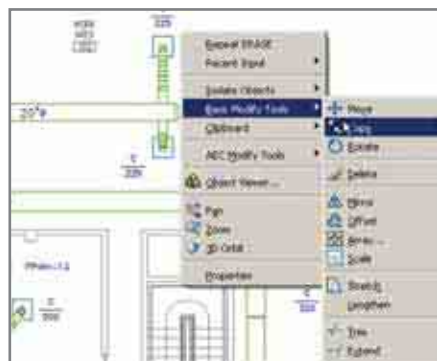 Repeat ERASE
Recent Input
Isolate Objects
Basic Modify Tools
Clipboard
AEC Modify Tools
Object Viewer...
Pan
Zoom
3D Orbit
Properties
Move
Copy
Rotate
Delete
Mirror
Offset
Array...
Scale
Stretch
Lengthen
Trim
Extend
20"ø